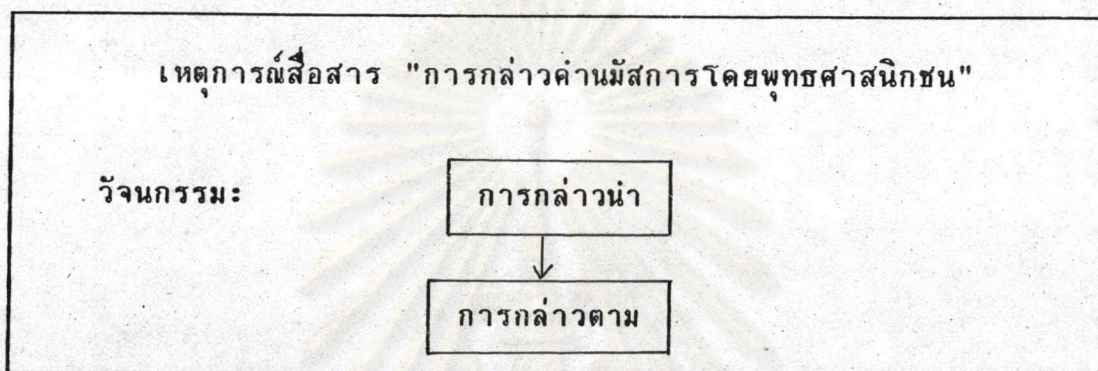 เหตุการณ์สื่อสาร "การกล่าวคำนมัสการโดยพุทธศาสนิกชน"
วัจนกรรม: การกล่าวนำ
การกล่าวตาม